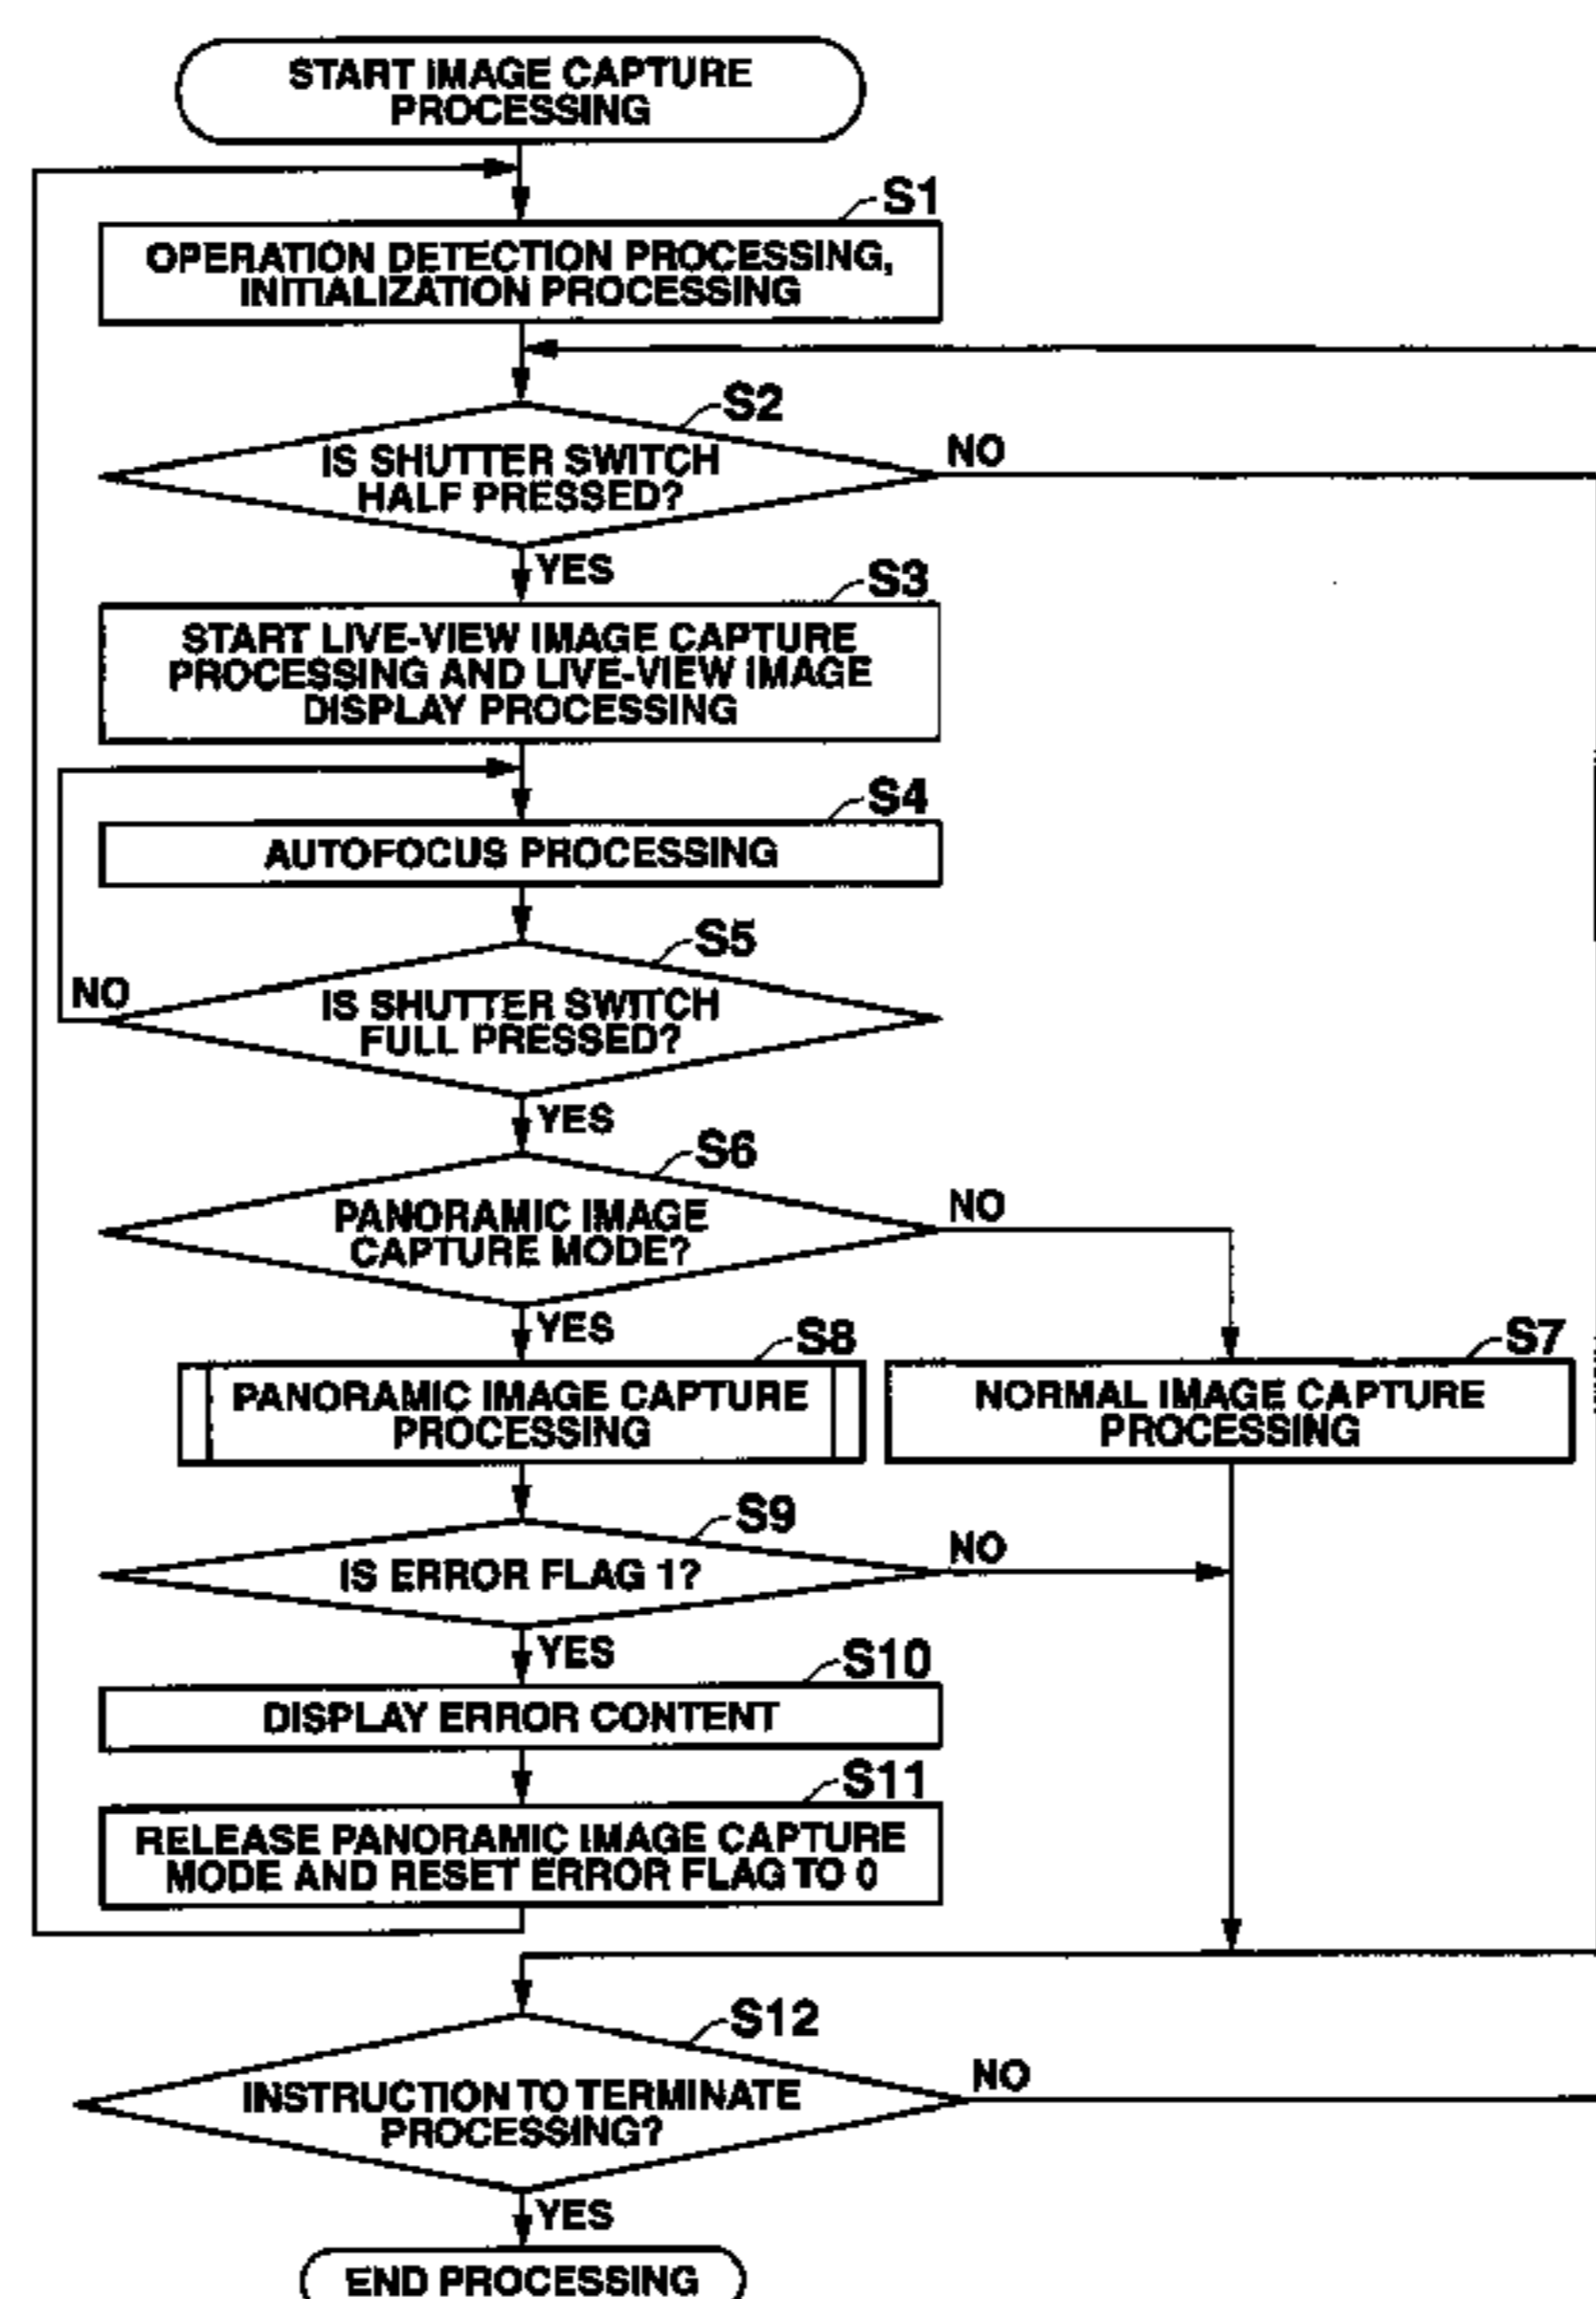 START IMAGE CAPTURE
PROCESSING
S1
OPERATION DETECTION PROCESSING,
INITIALIZATION PROCESSING
S2
IS SHUTTER SWITCH
HALF PRESSED?
NO
YES
S3
START LIVE-VIEW IMAGE CAPTURE
PROCESSING AND LIVE-VIEW IMAGE
DISPLAY PROCESSING
S4
AUTOFOCUS PROCESSING
S5
NO
IS SHUTTER SWITCH
FULL PRESSED?
YES
S6
PANORAMIC IMAGE
CAPTURE MODE?
NO
YES
S8
PANORAMIC IMAGE CAPTURE
PROCESSING
S7
NORMAL IMAGE CAPTURE
PROCESSING
S9
IS ERROR FLAG 1?
NO
YES
S10
DISPLAY ERROR CONTENT
S11
RELEASE PANORAMIC IMAGE CAPTURE
MODE AND RESET ERROR FLAG TO 0
S12
INSTRUCTION TO TERMINATE
PROCESSING?
NO
YES
END PROCESSING